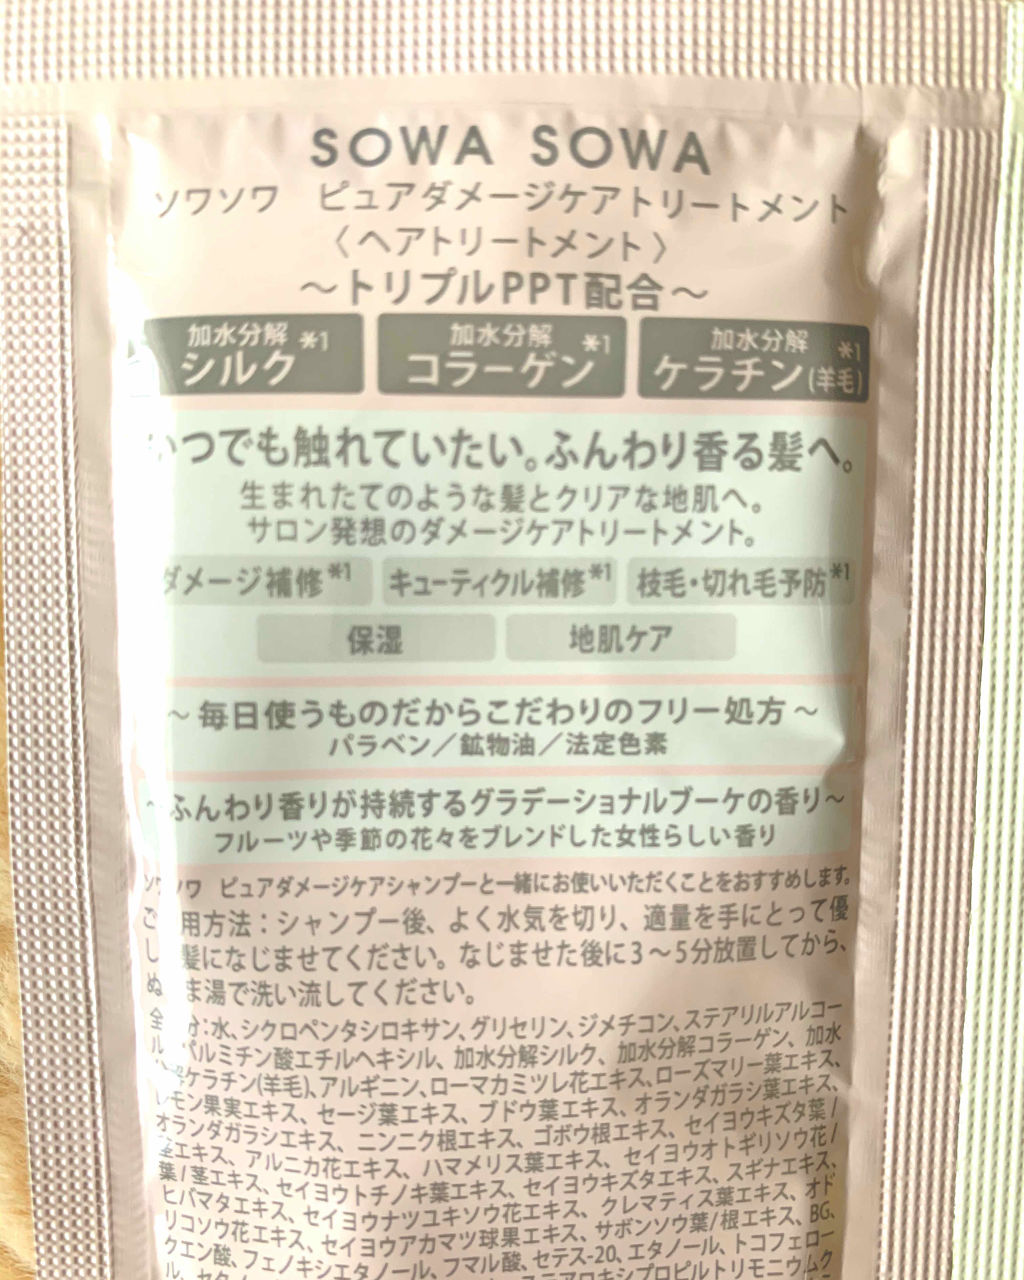 SOWA SOWA
ソワソワ ピュアダメージケアトリートメント
〈ヘアトリートメント〉
～トリプルPPT配合～
加水分解 シルク *1
加水分解 コラーゲン *1
加水分解 ケラチン(羊毛) *1
いつでも触れていたい。ふんわり香る髪へ。
生まれたてのような髪とクリアな地肌へ。
サロン発想のダメージケアトリートメント。
ダメージ補修*1 キューティクル補修*1 枝毛・切れ毛予防*1
保湿 地肌ケア
～毎日使うものだからこだわりのフリー処方～
パラベン／鉱物油／法定色素
～ふんわり香りが持続するグラデーショナルブーケの香り～
フルーツや季節の花々をブレンドした女性らしい香り
ソワソワ ピュアダメージケアシャンプーと一緒にお使いいただくことをおすすめします。
ご 用方法：シャンプー後、よく水気を切り、適量を手にとって優
し 髪になじませてください。なじませた後に3～5分放置してから、
ぬ ま湯で洗い流してください。
全 分:水、シクロペンタシロキサン、グリセリン、ジメチコン、ステアリルアルコー
ル、パルミチン酸エチルヘキシル、加水分解シルク、加水分解コラーゲン、加水
解ケラチン(羊毛)、アルギニン、ローマカミツレ花エキス、ローズマリー葉エキス、
レモン果実エキス、セージ葉エキス、ブドウ葉エキス、オランダガラシ葉エキス、
オランダガラシエキス、ニンニク根エキス、ゴボウ根エキス、セイヨウキズタ葉/
茎エキス、アルニカ花エキス、ハマメリス葉エキス、セイヨウオトギリソウ花/
葉/茎エキス、セイヨウトチノキ葉エキス、セイヨウキズタエキス、スギナエキス、
ヒバマタエキス、セイヨウナツユキソウ花エキス、クレマティス葉エキス、オド
リコソウ花エキス、セイヨウアカマツ球果エキス、サボンソウ葉/根エキス、BG、
クエン酸、フェノキシエタノール、フマル酸、セテス-20、エタノール、トコフェロー
ル、 ステアロキシプロピルトリモニウムク